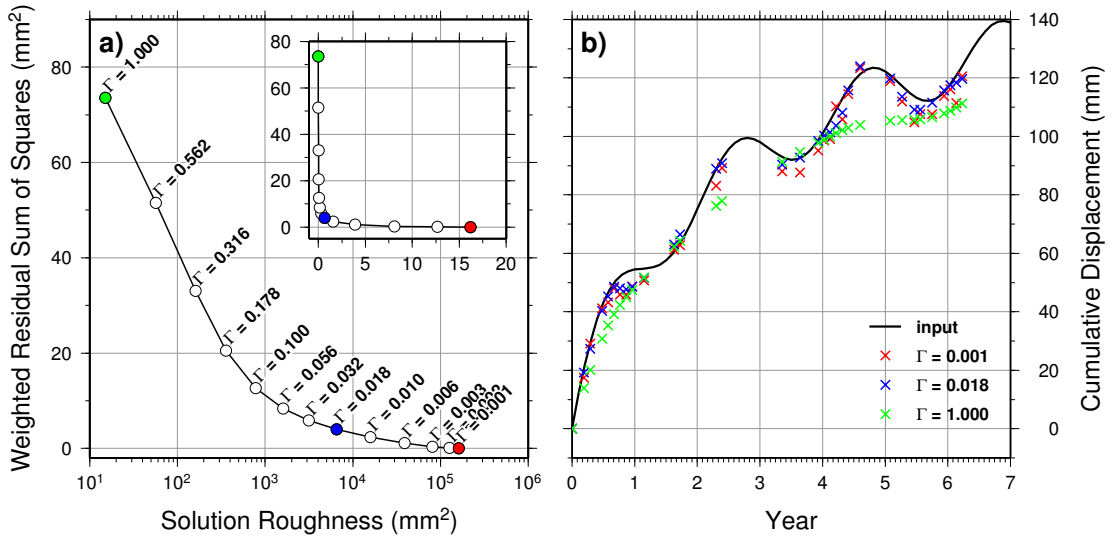 a)
Weighted Residual Sum of Squares (mm²)
80
60
40
20
0
Γ = 1.000
Γ = 0.562
Γ = 0.316
Γ = 0.178
Γ = 0.100
Γ = 0.056
Γ = 0.032
Γ = 0.018
Γ = 0.010
Γ = 0.006
Γ = 0.003
Γ = 0.001
80
70
60
50
40
30
20
10
0
0 5 10 15 20
10¹ 10² 10³ 10⁴ 10⁵ 10⁶
Solution Roughness (mm²)
b)
140
120
100
80
60
40
20
0
Cumulative Displacement (mm)
input
Γ = 0.001
Γ = 0.018
Γ = 1.000
0 1 2 3 4 5 6 7
Year